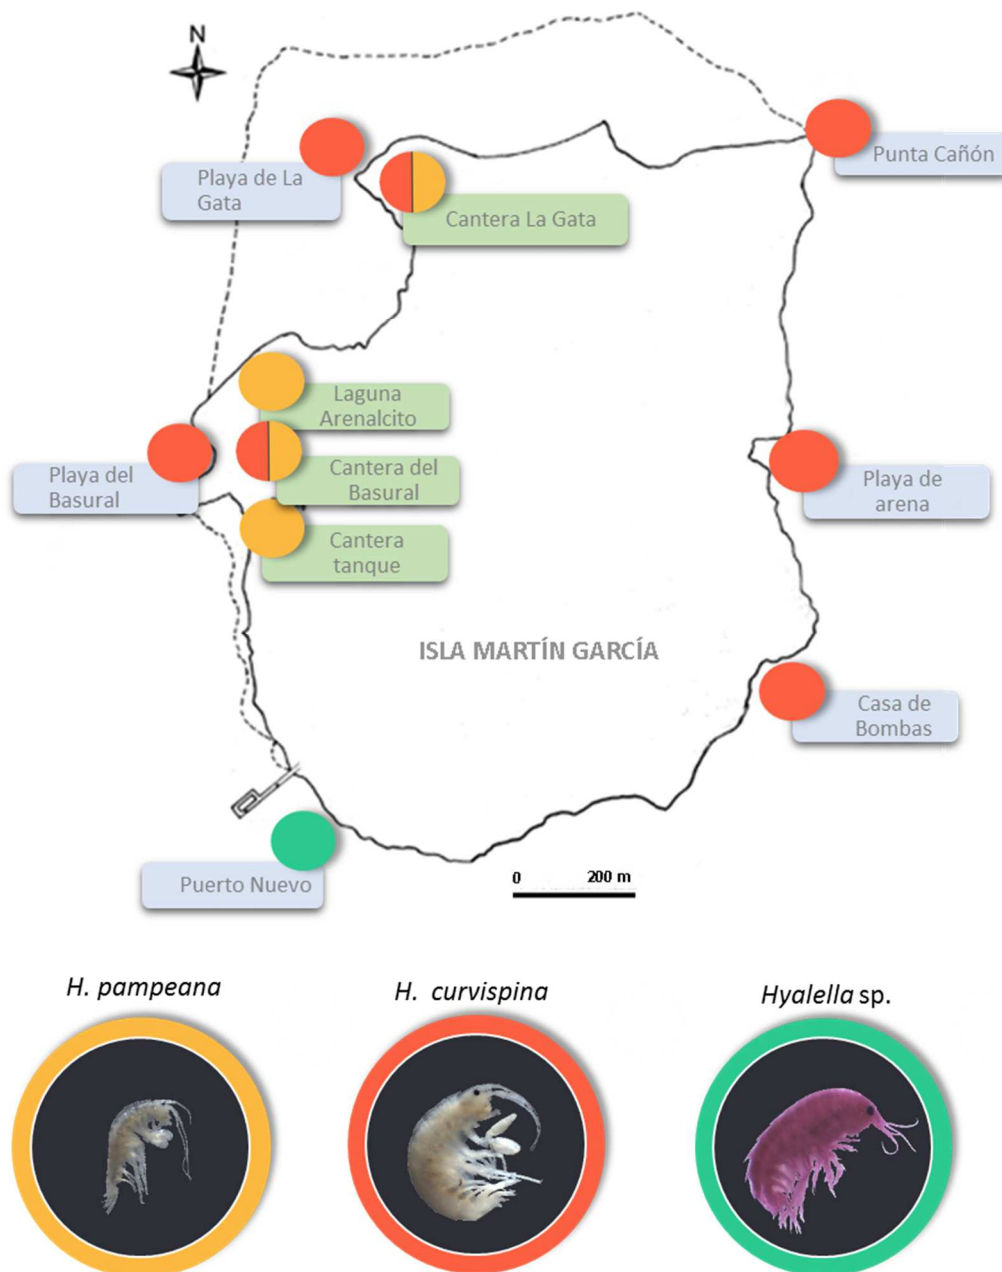 N
Playa de La
Gata
Cantera La Gata
Punta Cañón
Laguna
Arenalcito
Playa del
Basural
Cantera del
Basural
Playa de
arena
Cantera
tanque
ISLA MARTÍN GARCÍA
Casa de
Bombas
Puerto Nuevo
0 200 m
H. pampeana
H. curvispina
Hyalella sp.